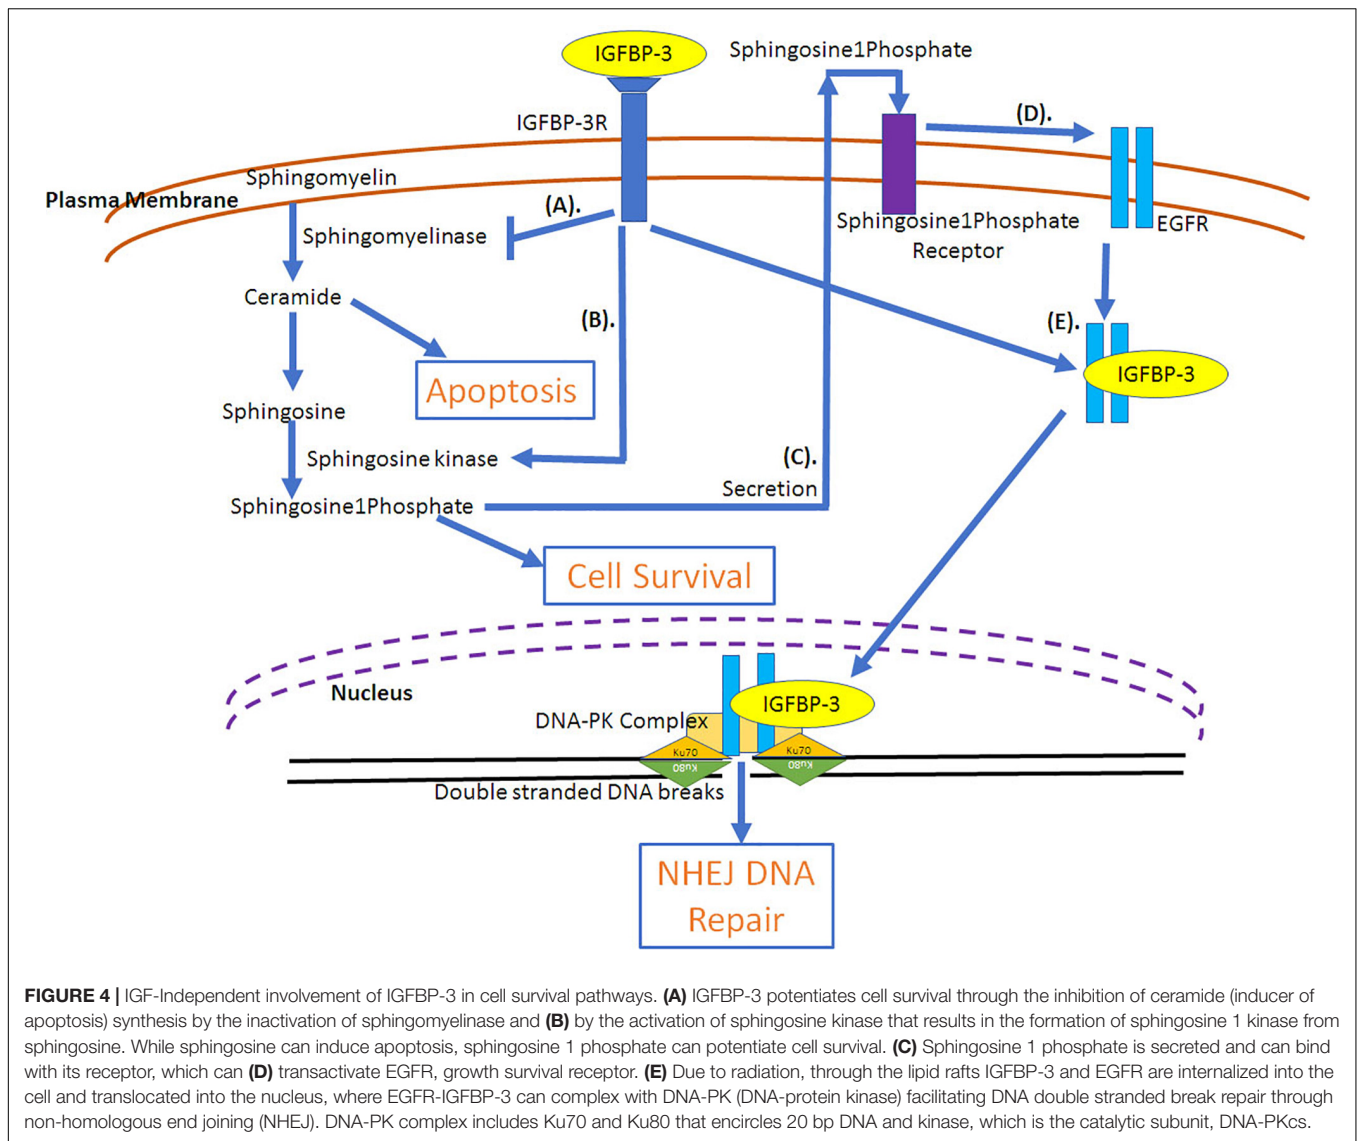 IGFBP-3
Sphingosine1Phosphate
IGFBP-3R
(D).
Sphingomyelin
Plasma Membrane
(A).
Sphingomyelinase
Sphingosine1Phosphate
Receptor
EGFR
Ceramide
(B).
(E).
IGFBP-3
Apoptosis
Sphingosine
Sphingosine kinase
(C).
Secretion
Sphingosine1Phosphate
Cell Survival
Nucleus
IGFBP-3
DNA-PK Complex
Ku70
Ku70
Ku80
Ku80
Double stranded DNA breaks
NHEJ DNA
Repair
FIGURE 4 | IGF-Independent involvement of IGFBP-3 in cell survival pathways. (A) IGFBP-3 potentiates cell survival through the inhibition of ceramide (inducer of
apoptosis) synthesis by the inactivation of sphingomyelinase and (B) by the activation of sphingosine kinase that results in the formation of sphingosine 1 kinase from
sphingosine. While sphingosine can induce apoptosis, sphingosine 1 phosphate can potentiate cell survival. (C) Sphingosine 1 phosphate is secreted and can bind
with its receptor, which can (D) transactivate EGFR, growth survival receptor. (E) Due to radiation, through the lipid rafts IGFBP-3 and EGFR are internalized into the
cell and translocated into the nucleus, where EGFR-IGFBP-3 can complex with DNA-PK (DNA-protein kinase) facilitating DNA double stranded break repair through
non-homologous end joining (NHEJ). DNA-PK complex includes Ku70 and Ku80 that encircles 20 bp DNA and kinase, which is the catalytic subunit, DNA-PKcs.